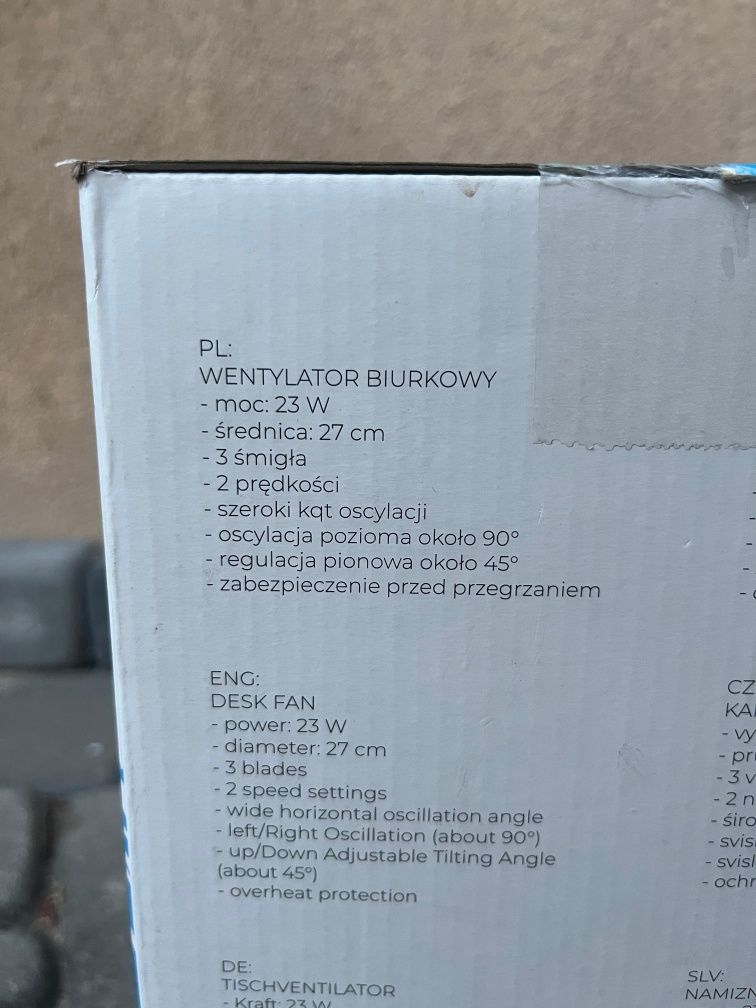 PL:
WENTYLATOR BIURKOWY
- moc: 23 W
- średnica: 27 cm
- 3 śmigła
- 2 prędkości
- szeroki kąt oscylacji
- oscylacja pozioma około 90°
- regulacja pionowa około 45°
- zabezpieczenie przed przegrzaniem
ENG:
DESK FAN
- power: 23 W
- diameter: 27 cm
- 3 blades
- 2 speed settings
- wide horizontal oscillation angle
- left/Right Oscillation (about 90°)
- up/Down Adjustable Tilting Angle
(about 45°)
- overheat protection
CZ
- 3
- 2
DE:
TISCHVENTILATOR
- Kraft: 23 W
SLV: